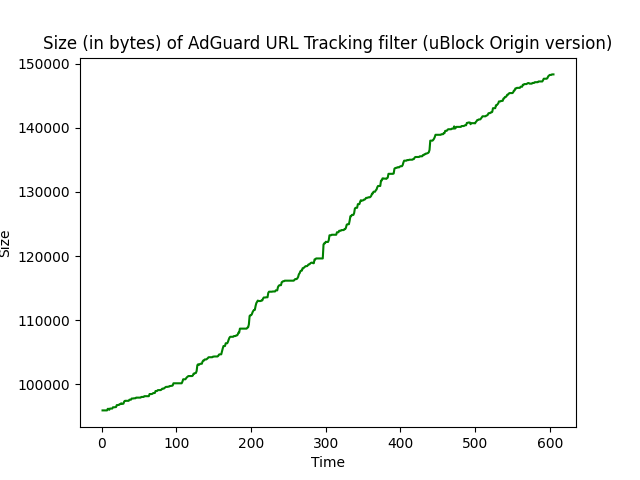 Size (in bytes) of AdGuard URL Tracking filter (uBlock Origin version)
150000
140000
130000
120000
110000
100000
Size
0 100 200 300 400 500 600
Time